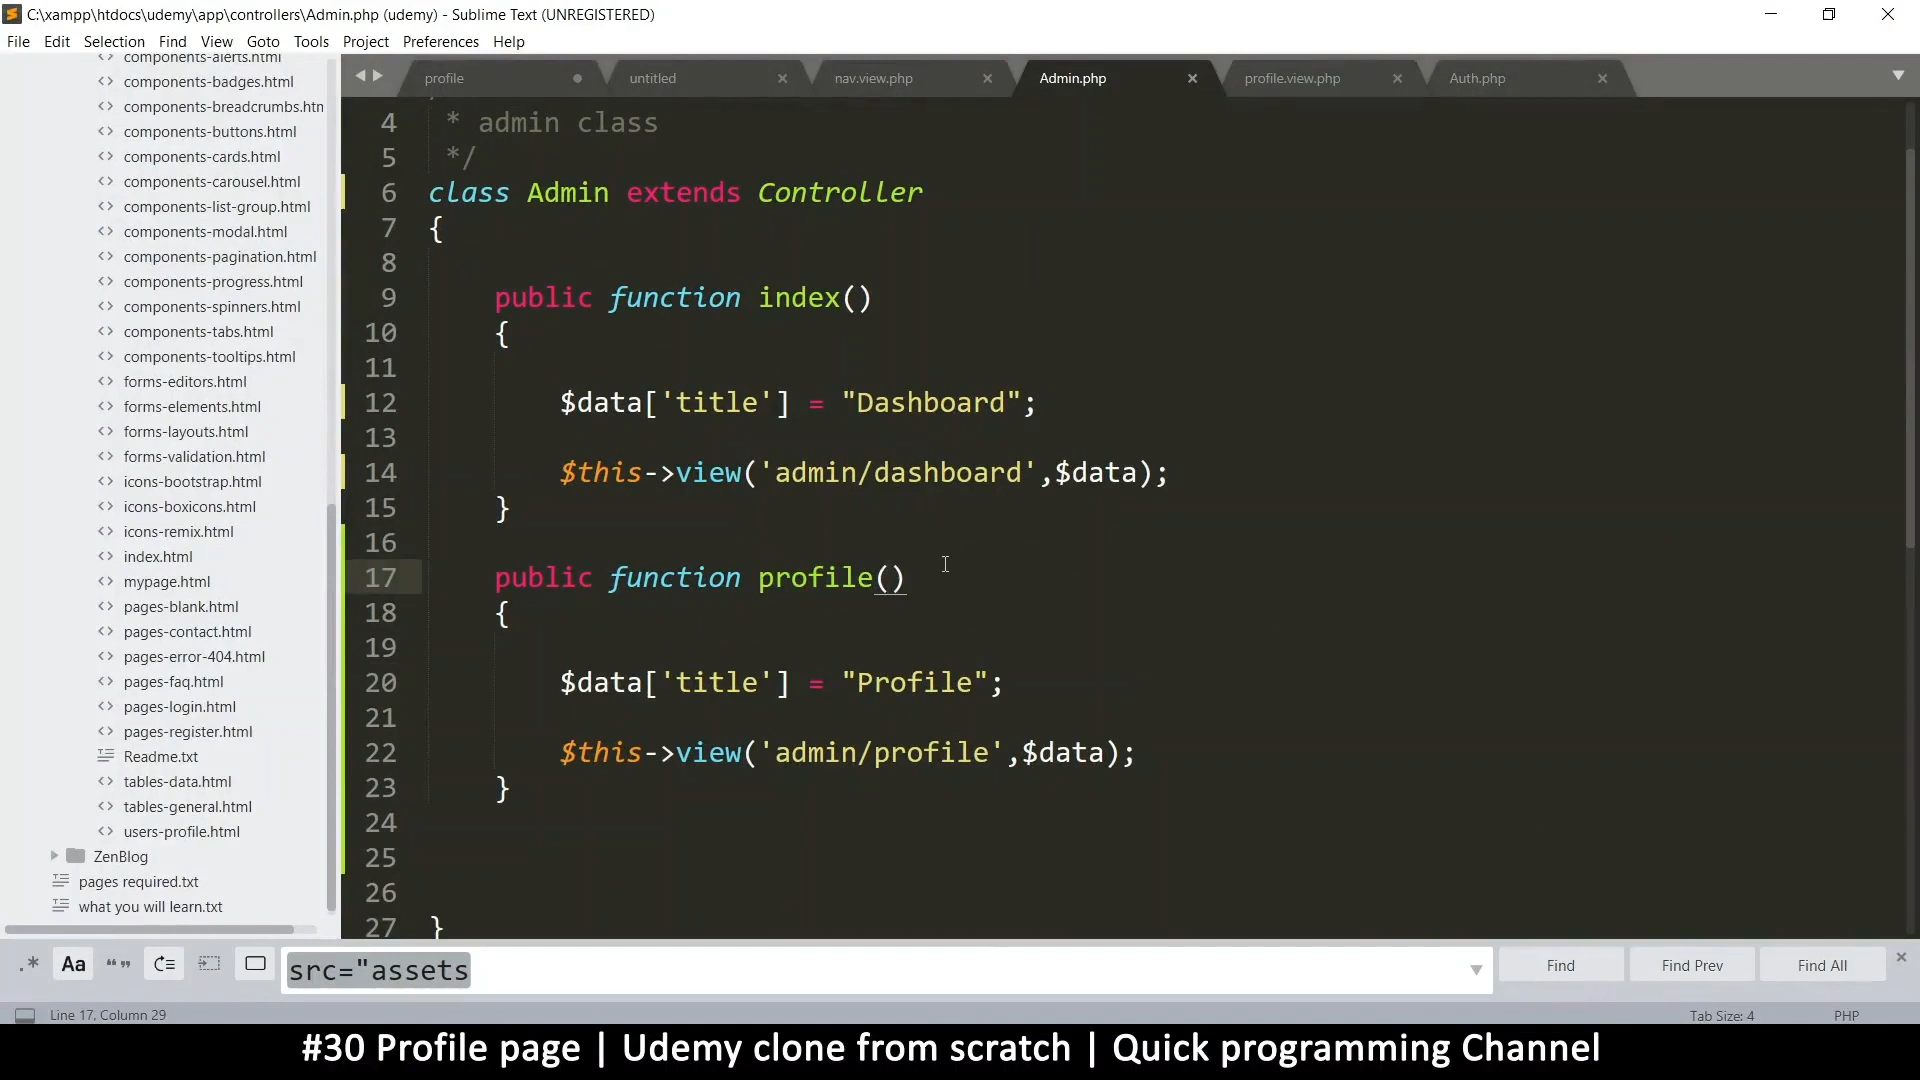 C:\xampp\htdocs\udemy\app\controllers\Admin.php (udemy) - Sublime Text (UNREGISTERED)
File Edit Selection Find View Goto Tools Project Preferences Help
components-alerts.html
components-badges.html
components-breadcrumbs.htn
components-buttons.html
components-cards.html
components-carousel.html
components-list-group.html
components-modal.html
components-pagination.html
components-progress.html
components-spinners.html
components-tabs.html
components-tooltips.html
forms-editors.html
forms-elements.html
forms-layouts.html
forms-validation.html
icons-bootstrap.html
icons-boxicons.html
icons-remix.html
index.html
mypage.html
pages-blank.html
pages-contact.html
pages-error-404.html
pages-faq.html
pages-login.html
pages-register.html
Readme.txt
tables-data.html
tables-general.html
users-profile.html
ZenBlog
pages required.txt
what you will learn.txt
profile untitled nav.view.php Admin.php profile.view.php Auth.php
4 * admin class
5 */
6 class Admin extends Controller
7 {
8
9 public function index()
10 {
11
12 $data['title'] = "Dashboard";
13
14 $this->view('admin/dashboard',$data);
15 }
16
17 public function profile()
18 {
19
20 $data['title'] = "Profile";
21
22 $this->view('admin/profile',$data);
23 }
24
25
26
27 }
.* Aa “” src="assets Find Find Prev Find All
Line 17, Column 29 Tab Size: 4 PHP
#30 Profile page | Udemy clone from scratch | Quick programming Channel